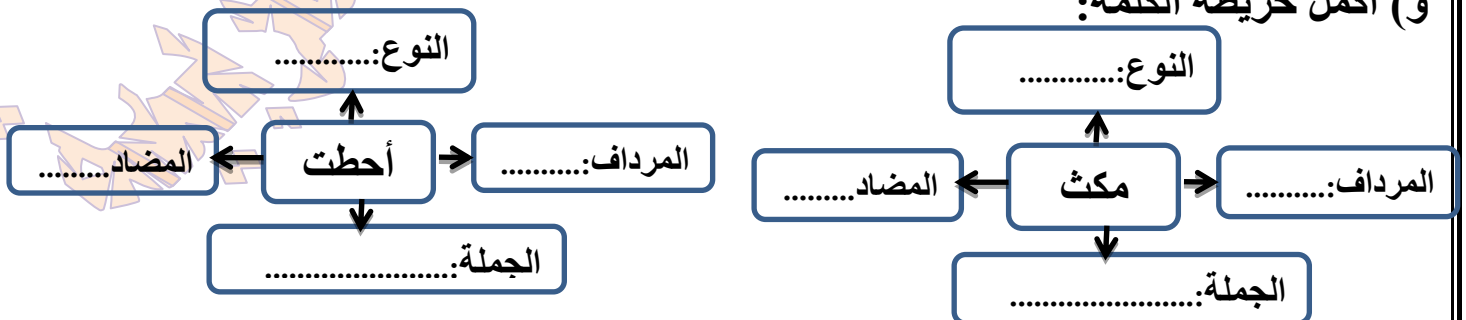 و) أكمل خريطة الكلمة:
النوع:............
المرداف:..........
مكث
المضاد.........
الجملة:.......................
النوع:............
المرداف:..........
أحطت
المضاد.........
الجملة:.......................